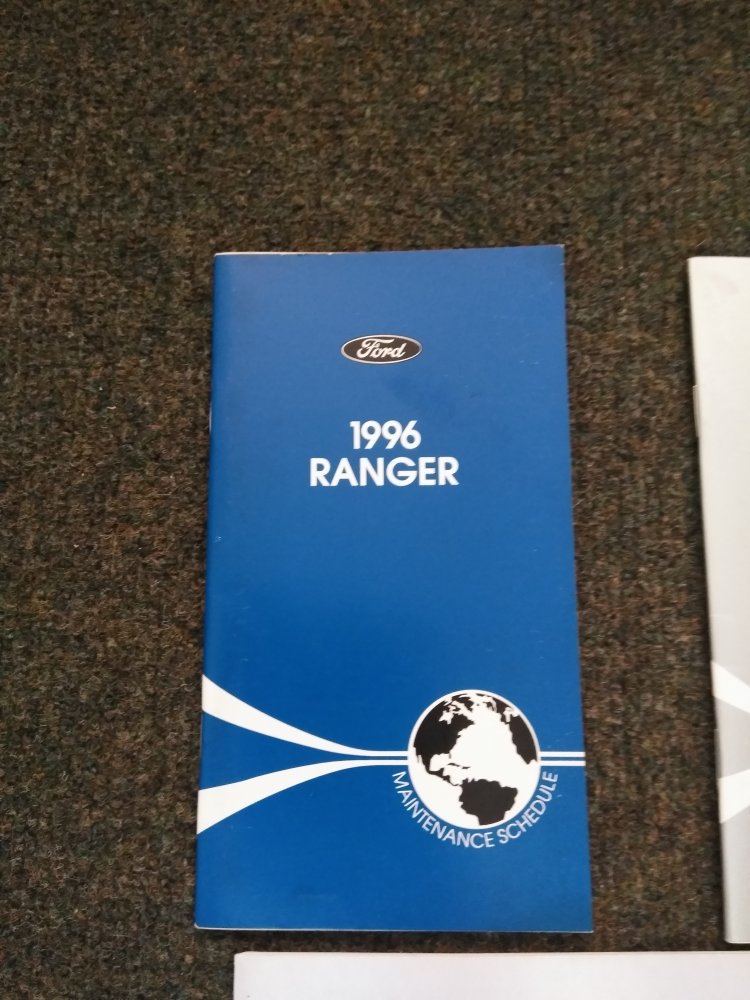 Ford
1996
RANGER
MAINTENANCE SCHEDULE